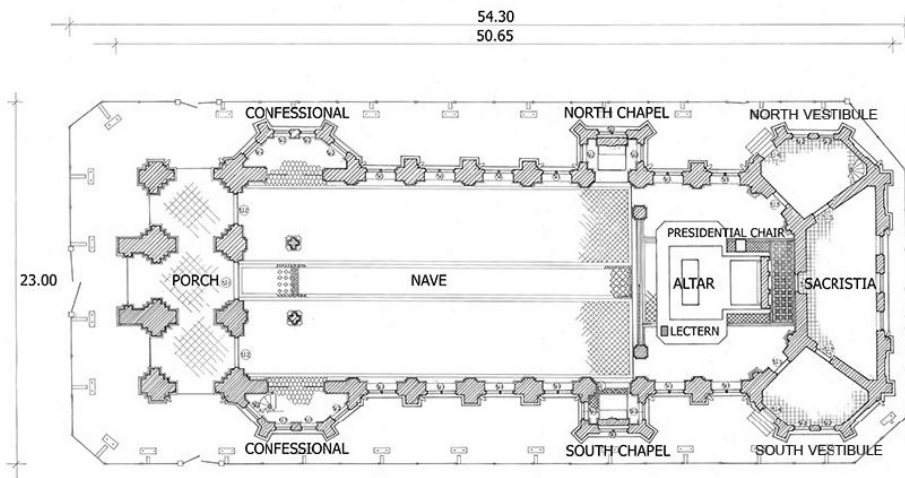 54.30
50.65
CONFESSIONAL
NORTH CHAPEL
NORTH VESTIBULE
PRESIDENTIAL CHAIR
23.00
PORCH
NAVE
ALTAR
SACRISTIA
LECTERN
CONFESSIONAL
SOUTH CHAPEL
SOUTH VESTIBULE